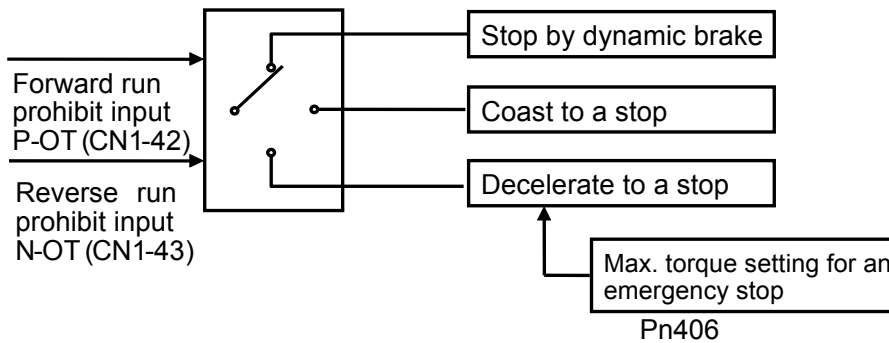 Stop by dynamic brake
Forward run
prohibit input
P-OT (CN1-42)
Coast to a stop
Reverse run
prohibit input
N-OT (CN1-43)
Decelerate to a stop
Max. torque setting for an
emergency stop
Pn406